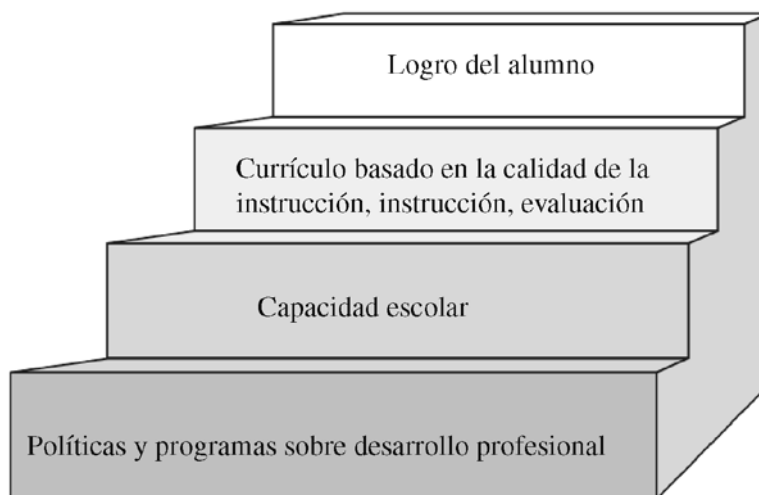 Logro del alumno
Currículo basado en la calidad de la
instrucción, instrucción, evaluación
Capacidad escolar
Políticas y programas sobre desarrollo profesional